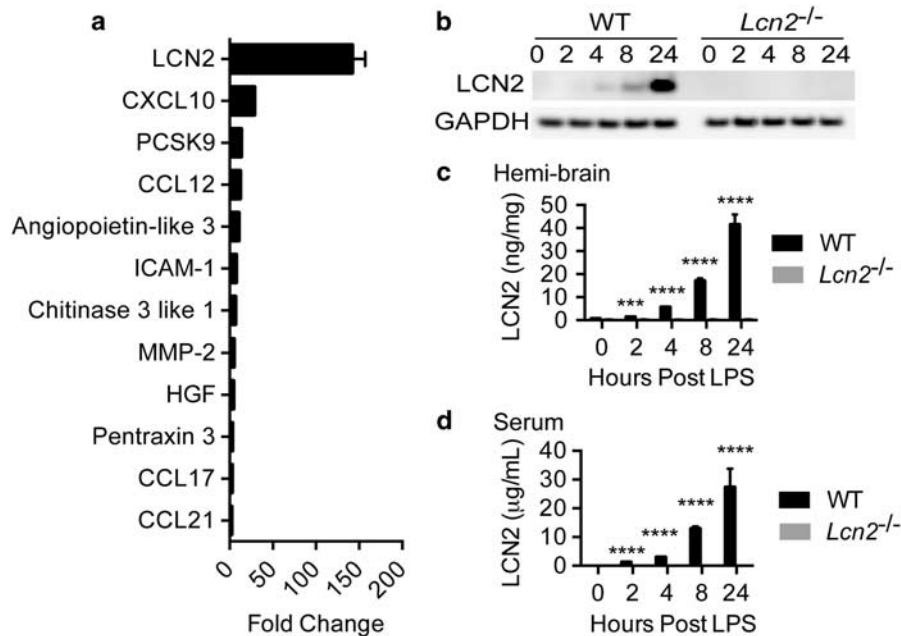 a
LCN2
CXCL10
PCSK9
CCL12
Angiopoietin-like 3
ICAM-1
Chitinase 3 like 1
MMP-2
HGF
Pentraxin 3
CCL17
CCL21
0 50 100 150 200
Fold Change
b
WT Lcn2-/-
0 2 4 8 24 0 2 4 8 24
LCN2
GAPDH
c Hemi-brain
LCN2 (ng/mg)
50
40
30
20
10
0
*** **** **** ****
0 2 4 8 24
Hours Post LPS
WT
Lcn2-/-
d Serum
LCN2 (μg/mL)
40
30
20
10
0
**** **** **** ****
0 2 4 8 24
Hours Post LPS
WT
Lcn2-/-